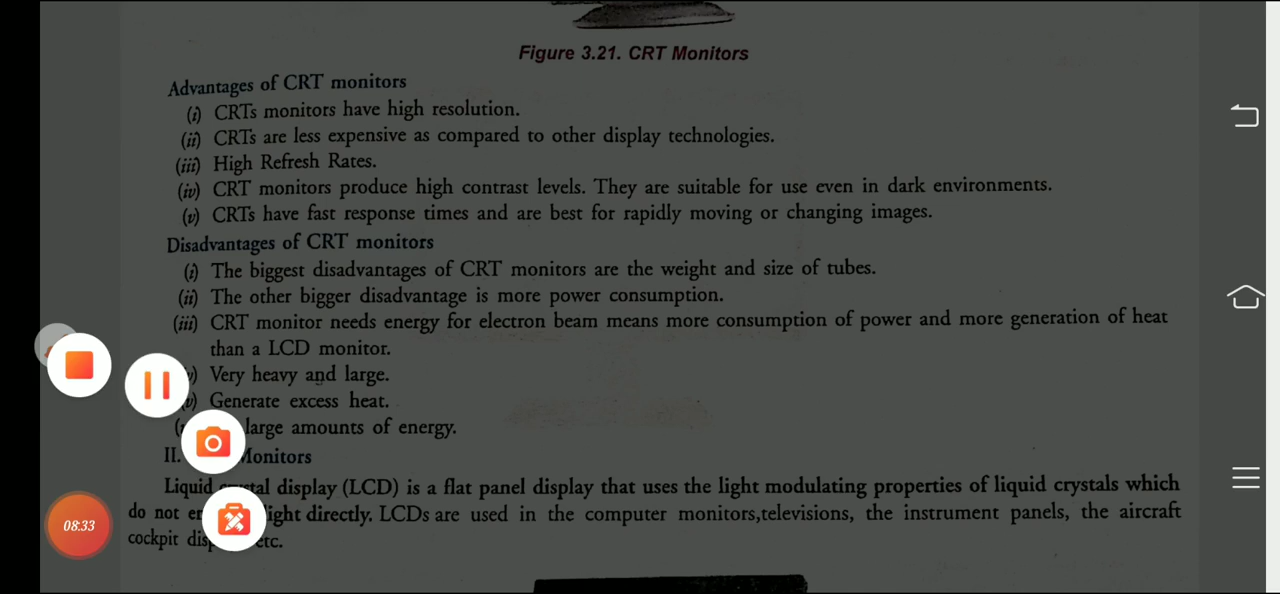 Figure 3.21. CRT Monitors
Advantages of CRT monitors
(i) CRTs monitors have high resolution.
(ii) CRTs are less expensive as compared to other display technologies.
(iii) High Refresh Rates.
(iv) CRT monitors produce high contrast levels. They are suitable for use even in dark environments.
(v) CRTs have fast response times and are best for rapidly moving or changing images.
Disadvantages of CRT monitors
(i) The biggest disadvantages of CRT monitors are the weight and size of tubes.
(ii) The other bigger disadvantage is more power consumption.
(iii) CRT monitor needs energy for electron beam means more consumption of power and more generation of heat
than a LCD monitor.
Very heavy and large.
Generate excess heat.
large amounts of energy.
II. Monitors
Liquid crystal display (LCD) is a flat panel display that uses the light modulating properties of liquid crystals which
do not light directly. LCDs are used in the computer monitors,televisions, the instrument panels, the aircraft
cockpit etc.
08:33